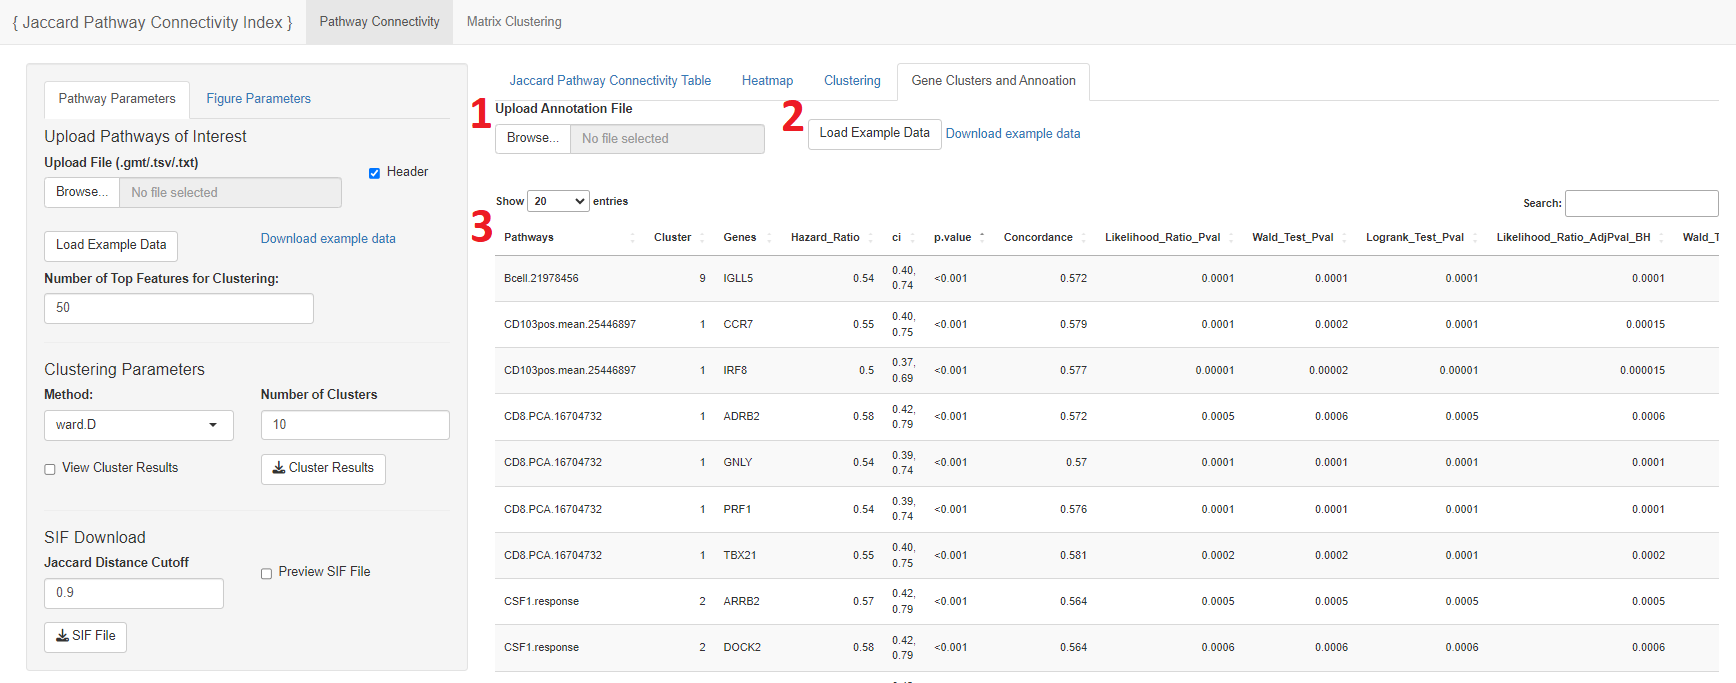 { Jaccard Pathway Connectivity Index } Pathway Connectivity Matrix Clustering
Pathway Parameters Figure Parameters
Upload Pathways of Interest
Upload File (.gmt/.tsv/.txt)
Header
Browse... No file selected
Load Example Data Download example data
Number of Top Features for Clustering:
50
Clustering Parameters
Method: Number of Clusters
ward.D 10
View Cluster Results Cluster Results
SIF Download
Jaccard Distance Cutoff
Preview SIF File
0.9
SIF File
Jaccard Pathway Connectivity Table Heatmap Clustering Gene Clusters and Annoation
1 Upload Annotation File 2
Browse... No file selected Load Example Data Download example data
Show 20 entries Search:
3
Pathways Cluster Genes Hazard_Ratio ci p.value Concordance Likelihood_Ratio_Pval Wald_Test_Pval Logrank_Test_Pval Likelihood_Ratio_AdjPval_BH Wald_T
Bcell.21978456 9 IGLL5 0.54 0.40, 0.74 <0.001 0.572 0.0001 0.0001 0.0001 0.0001
CD103pos.mean.25446897 1 CCR7 0.55 0.40, 0.75 <0.001 0.579 0.0001 0.0002 0.0001 0.00015
CD103pos.mean.25446897 1 IRF8 0.5 0.37, 0.69 <0.001 0.577 0.00001 0.00002 0.00001 0.000015
CD8.PCA.16704732 1 ADRB2 0.58 0.42, 0.79 <0.001 0.572 0.0005 0.0006 0.0005 0.0006
CD8.PCA.16704732 1 GNLY 0.54 0.39, 0.74 <0.001 0.57 0.0001 0.0001 0.0001 0.0001
CD8.PCA.16704732 1 PRF1 0.54 0.39, 0.74 <0.001 0.576 0.0001 0.0001 0.0001 0.0001
CD8.PCA.16704732 1 TBX21 0.55 0.40, 0.75 <0.001 0.581 0.0002 0.0002 0.0001 0.0002
CSF1.response 2 ARRB2 0.57 0.42, 0.79 <0.001 0.564 0.0005 0.0005 0.0005 0.0005
CSF1.response 2 DOCK2 0.58 0.42, 0.79 <0.001 0.564 0.0006 0.0006 0.0006 0.0006